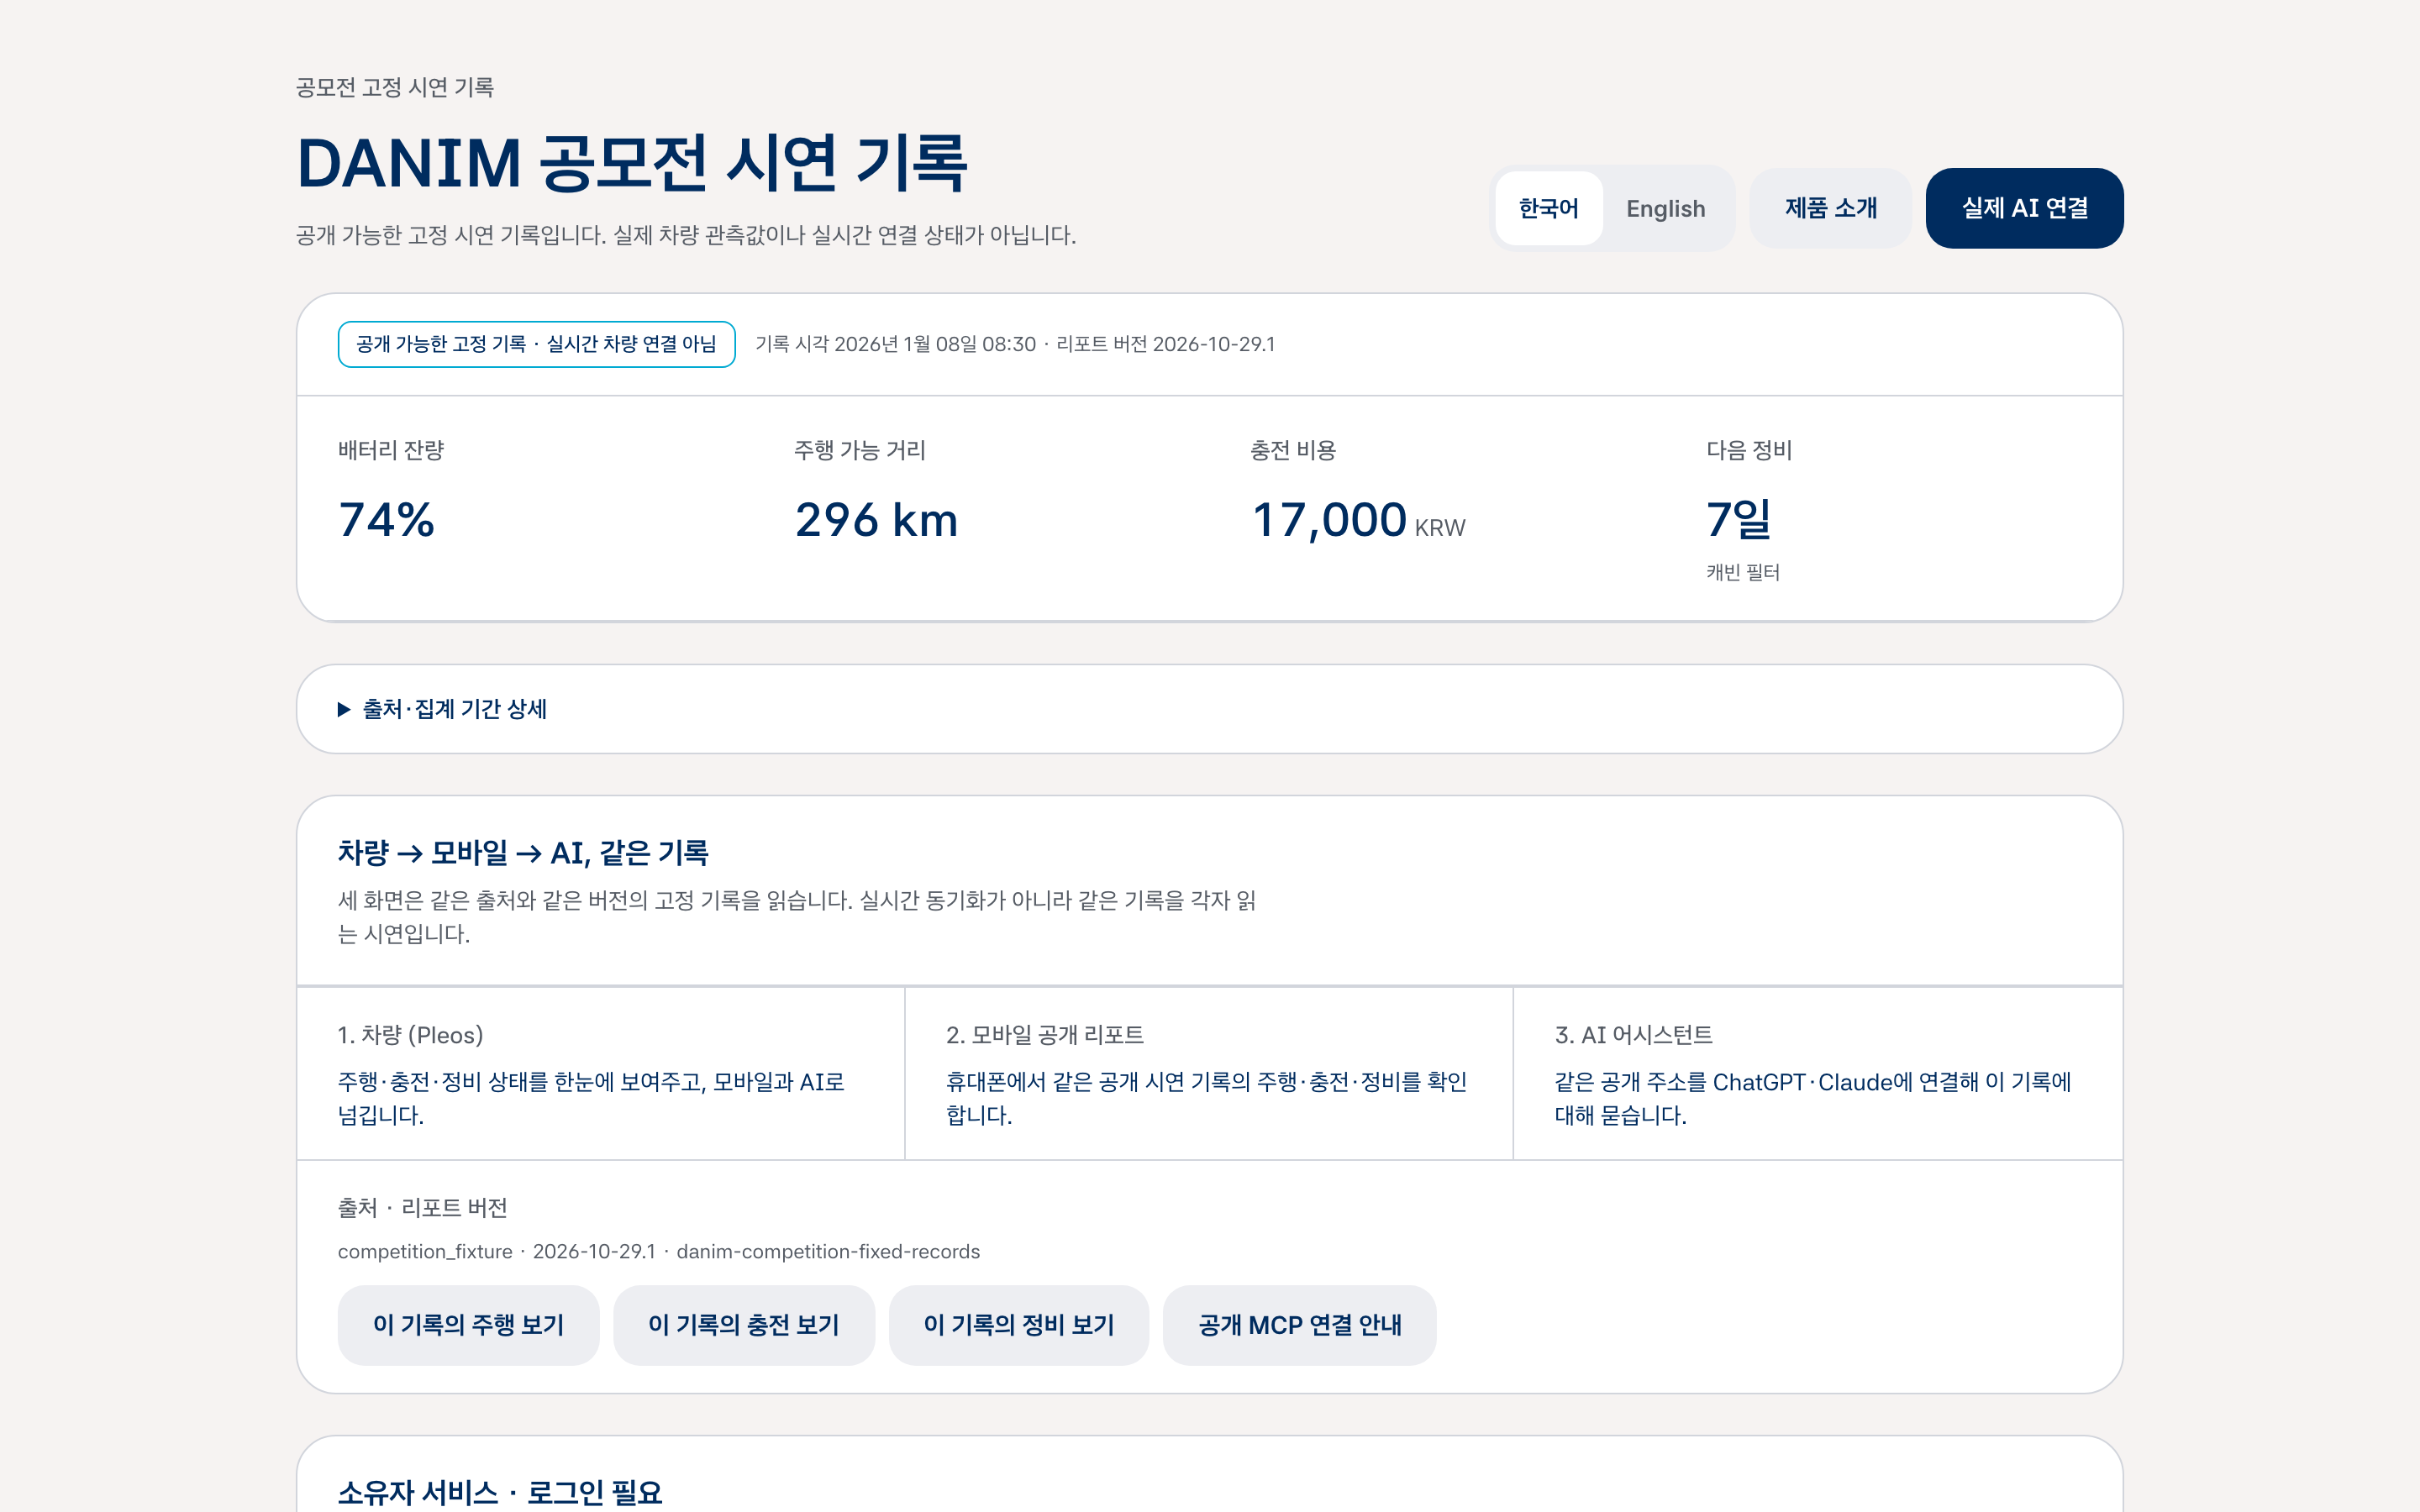 공모전 고정 시연 기록
DANIM 공모전 시연 기록
공개 가능한 고정 시연 기록입니다. 실제 차량 관측값이나 실시간 연결 상태가 아닙니다.
한국어
English
제품 소개
실제 AI 연결
공개 가능한 고정 기록 · 실시간 차량 연결 아님
기록 시각 2026년 1월 08일 08:30 · 리포트 버전 2026-10-29.1
배터리 잔량
74%
주행 가능 거리
296 km
충전 비용
17,000 KRW
다음 정비
7일
캐빈 필터
▶ 출처·집계 기간 상세
차량 → 모바일 → AI, 같은 기록
세 화면은 같은 출처와 같은 버전의 고정 기록을 읽습니다. 실시간 동기화가 아니라 같은 기록을 각자 읽
는 시연입니다.
1. 차량 (Pleos)
주행·충전·정비 상태를 한눈에 보여주고, 모바일과 AI로
넘깁니다.
2. 모바일 공개 리포트
휴대폰에서 같은 공개 시연 기록의 주행·충전·정비를 확인
합니다.
3. AI 어시스턴트
같은 공개 주소를 ChatGPT·Claude에 연결해 이 기록에
대해 묻습니다.
출처 · 리포트 버전
competition_fixture · 2026-10-29.1 · danim-competition-fixed-records
이 기록의 주행 보기
이 기록의 충전 보기
이 기록의 정비 보기
공개 MCP 연결 안내
소유자 서비스 · 로그인 필요